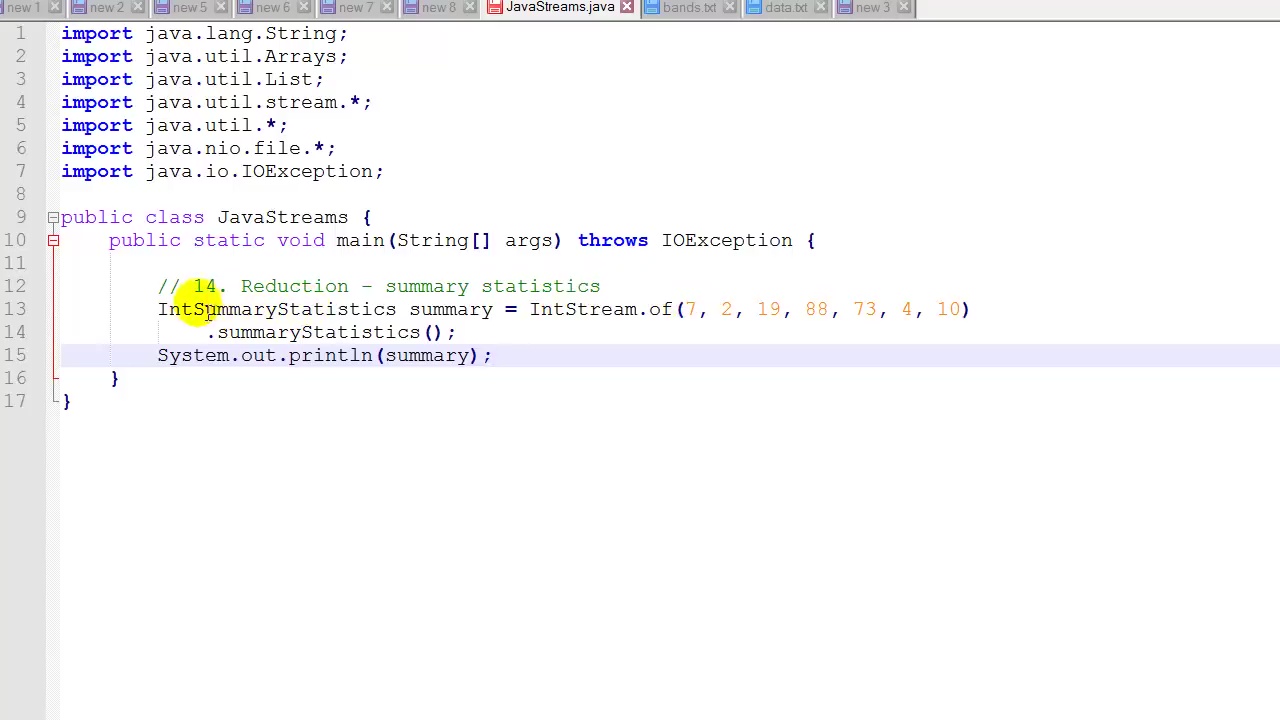 new 1 new 2 new 5 new 6 new 7 new 8 JavaStreams.java bands.txt data.txt new 3
1 import java.lang.String;
2 import java.util.Arrays;
3 import java.util.List;
4 import java.util.stream.*;
5 import java.util.*;
6 import java.nio.file.*;
7 import java.io.IOException;
8
9 public class JavaStreams {
10 public static void main(String[] args) throws IOException {
11
12 // 14. Reduction - summary statistics
13 IntSummaryStatistics summary = IntStream.of(7, 2, 19, 88, 73, 4, 10)
14 .summaryStatistics();
15 System.out.println(summary);
16 }
17 }